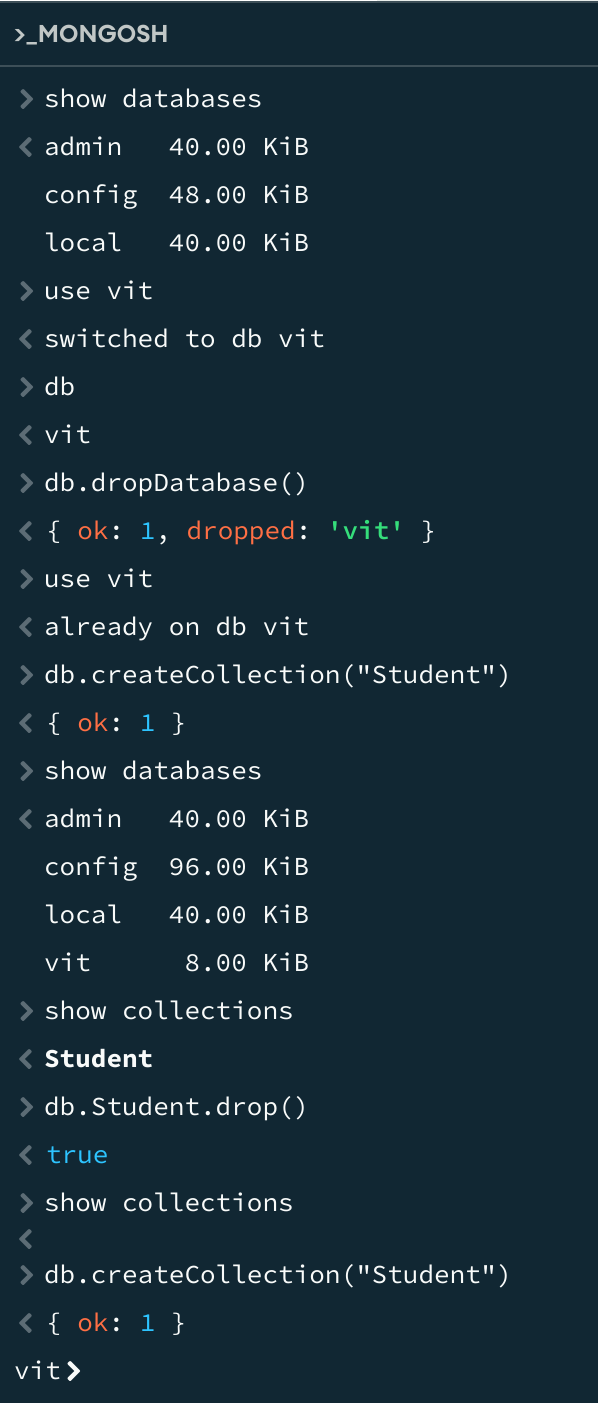 >_MONGOSH
> show databases
< admin   40.00 KiB
  config  48.00 KiB
  local   40.00 KiB
> use vit
< switched to db vit
> db
< vit
> db.dropDatabase()
< { ok: 1, dropped: 'vit' }
> use vit
< already on db vit
> db.createCollection("Student")
< { ok: 1 }
> show databases
< admin   40.00 KiB
  config  96.00 KiB
  local   40.00 KiB
  vit      8.00 KiB
> show collections
< Student
> db.Student.drop()
< true
> show collections
<
> db.createCollection("Student")
< { ok: 1 }
vit>